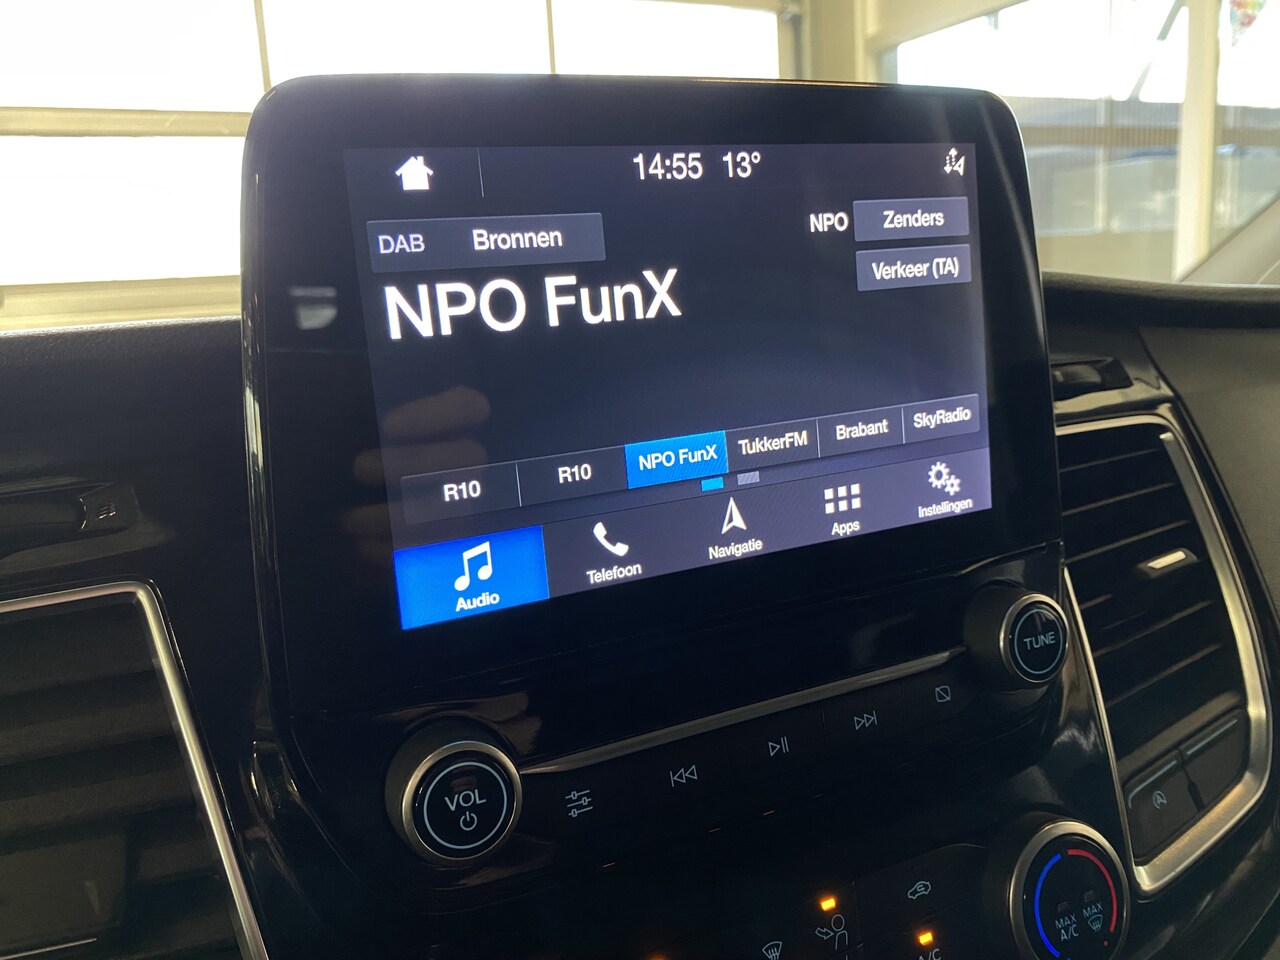 14:55 13°
DAB Bronnen
NPO Zenders
Verkeer (TA)
NPO FunX
R10 R10 NPO FunX TukkerFM Brabant SkyRadio
Audio Telefoon Navigatie Apps Instellingen
TUNE
VOL
MAX
A/C
MAX
A/C